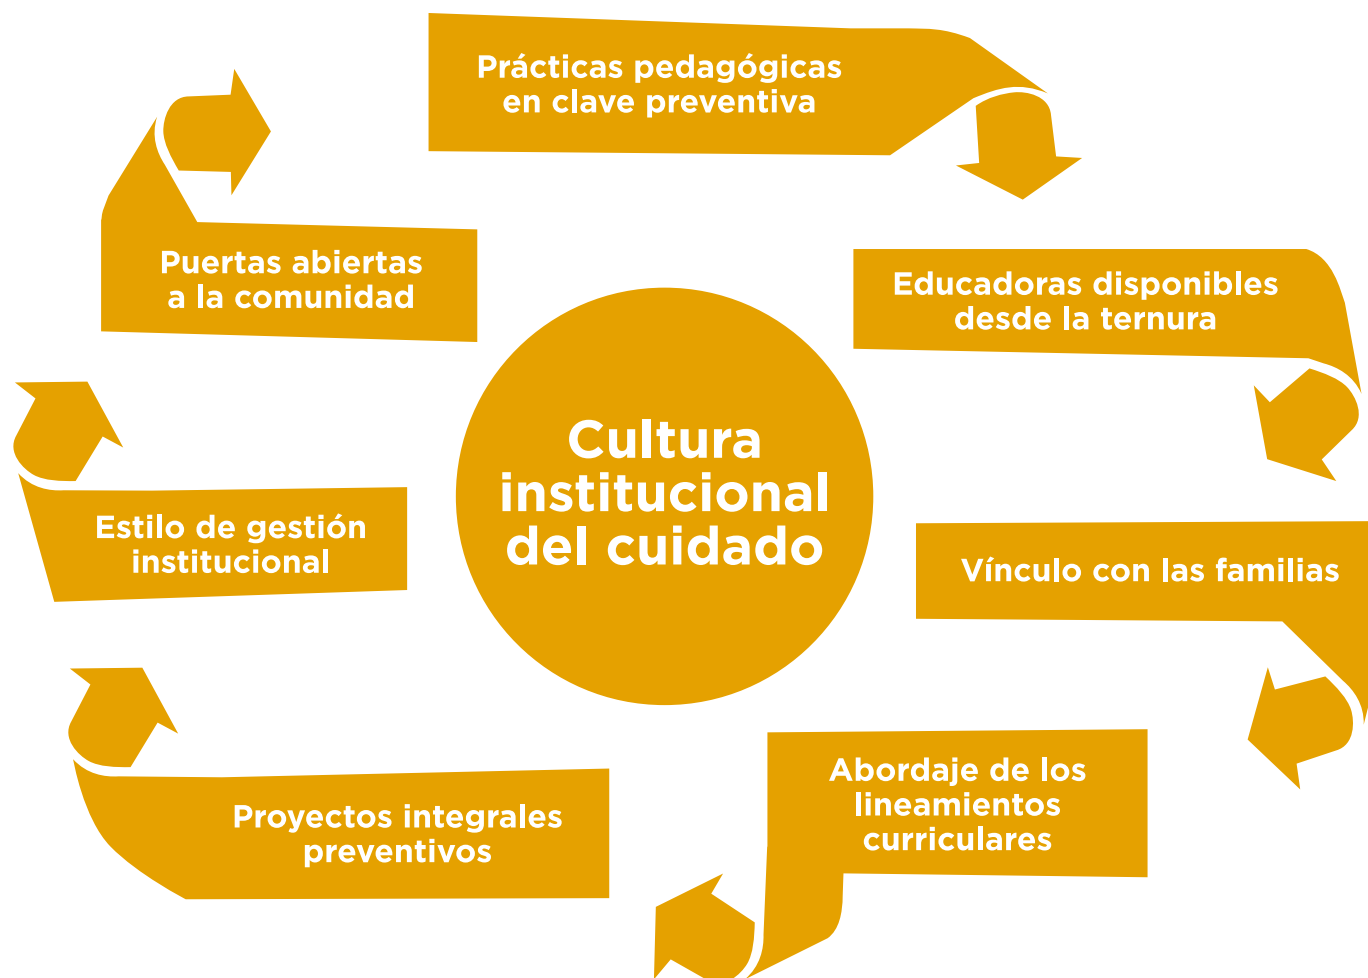 Prácticas pedagógicas
en clave preventiva
Puertas abiertas
a la comunidad
Educadoras disponibles
desde la ternura
Cultura
institucional
del cuidado
Estilo de gestión
institucional
Vínculo con las familias
Abordaje de los
lineamientos
curriculares
Proyectos integrales
preventivos